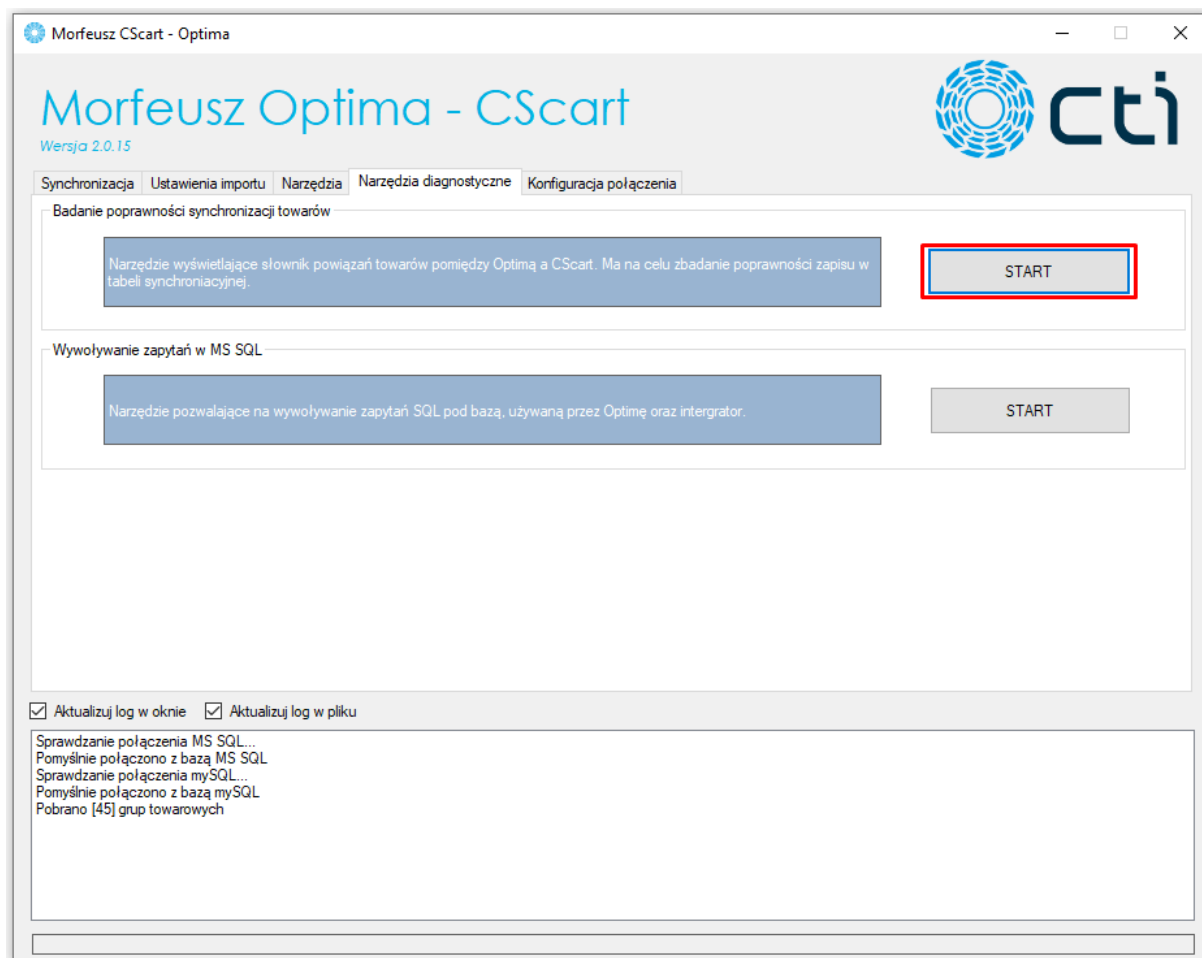 Morfeusz CScart - Optima
Morfeusz Optima - CScart
cti
Wersja 2.0.15
Synchronizacja Ustawienia importu Narzędzia Narzędzia diagnostyczne Konfiguracja połączenia
Badanie poprawności synchronizacji towarów
Narzędzie wyświetlające słownik powiązań towarów pomiędzy Optimą a CScart. Ma na celu zbadanie poprawności zapisu w
tabeli synchroniacyjnej.
START
Wywoływanie zapytań w MS SQL
Narzędzie pozwalające na wywoływanie zapytań SQL pod bazą, używaną przez Optimę oraz intergrator.
START
Aktualizuj log w oknie Aktualizuj log w pliku
Sprawdzanie połączenia MS SQL...
Pomyślnie połączono z bazą MS SQL
Sprawdzanie połączenia mySQL...
Pomyślnie połączono z bazą mySQL
Pobrano [45] grup towarowych